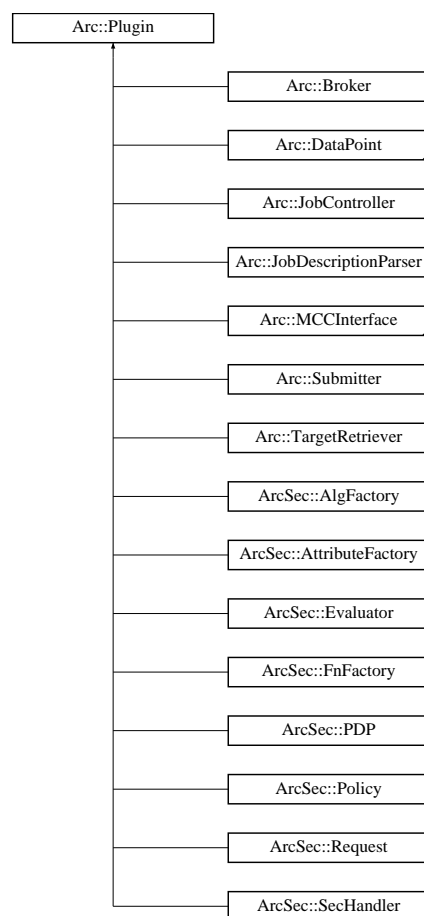 Arc::Plugin
Arc::Broker
Arc::DataPoint
Arc::JobController
Arc::JobDescriptionParser
Arc::MCCInterface
Arc::Submitter
Arc::TargetRetriever
ArcSec::AlgFactory
ArcSec::AttributeFactory
ArcSec::Evaluator
ArcSec::FnFactory
ArcSec::PDP
ArcSec::Policy
ArcSec::Request
ArcSec::SecHandler